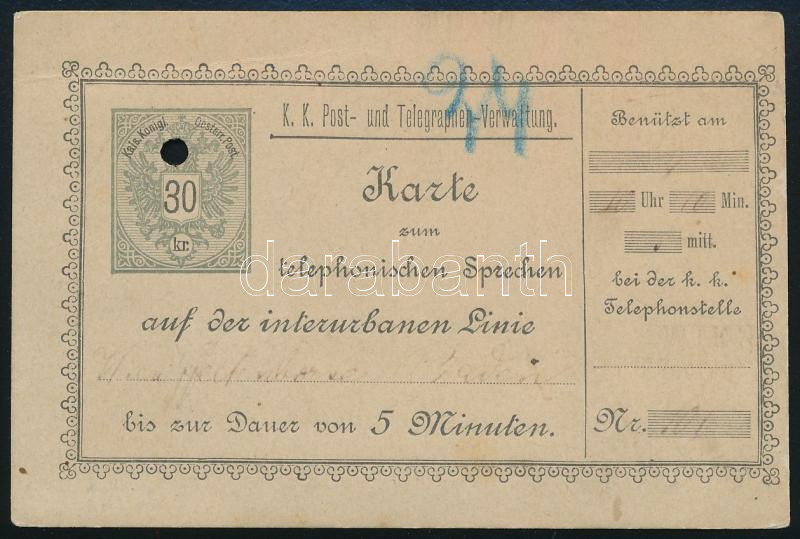 K. K. Post- und Telegraphen-Verwaltung.
Kais. Königl. Oesterr. Post
30
kr.
Karte
zum
telephonischen Sprechen
auf der interurbanen Linie
bis zur Dauer von 5 Minuten.
Benützt am
Uhr Min.
mitt.
bei der k. k.
Telephonstelle
Nr.
darabanth